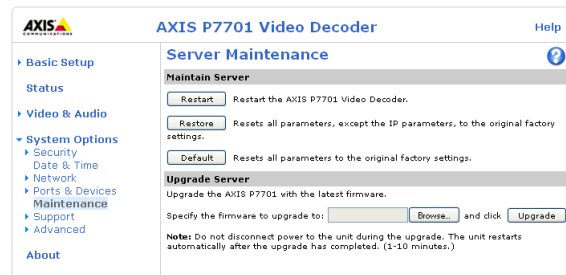 AXIS
COMMUNICATIONS
AXIS P7701 Video Decoder
Help
Basic Setup
Status
Video & Audio
System Options
Security
Date & Time
Network
Ports & Devices
Maintenance
Support
Advanced
About
Server Maintenance
?
Maintain Server
Restart Restart the AXIS P7701 Video Decoder.
Restore Resets all parameters, except the IP parameters, to the original factory
settings.
Default Resets all parameters to the original factory settings.
Upgrade Server
Upgrade the AXIS P7701 with the latest firmware.
Specify the firmware to upgrade to: Browse... and click Upgrade
Note: Do not disconnect power to the unit during the upgrade. The unit restarts
automatically after the upgrade has completed. (1-10 minutes.)